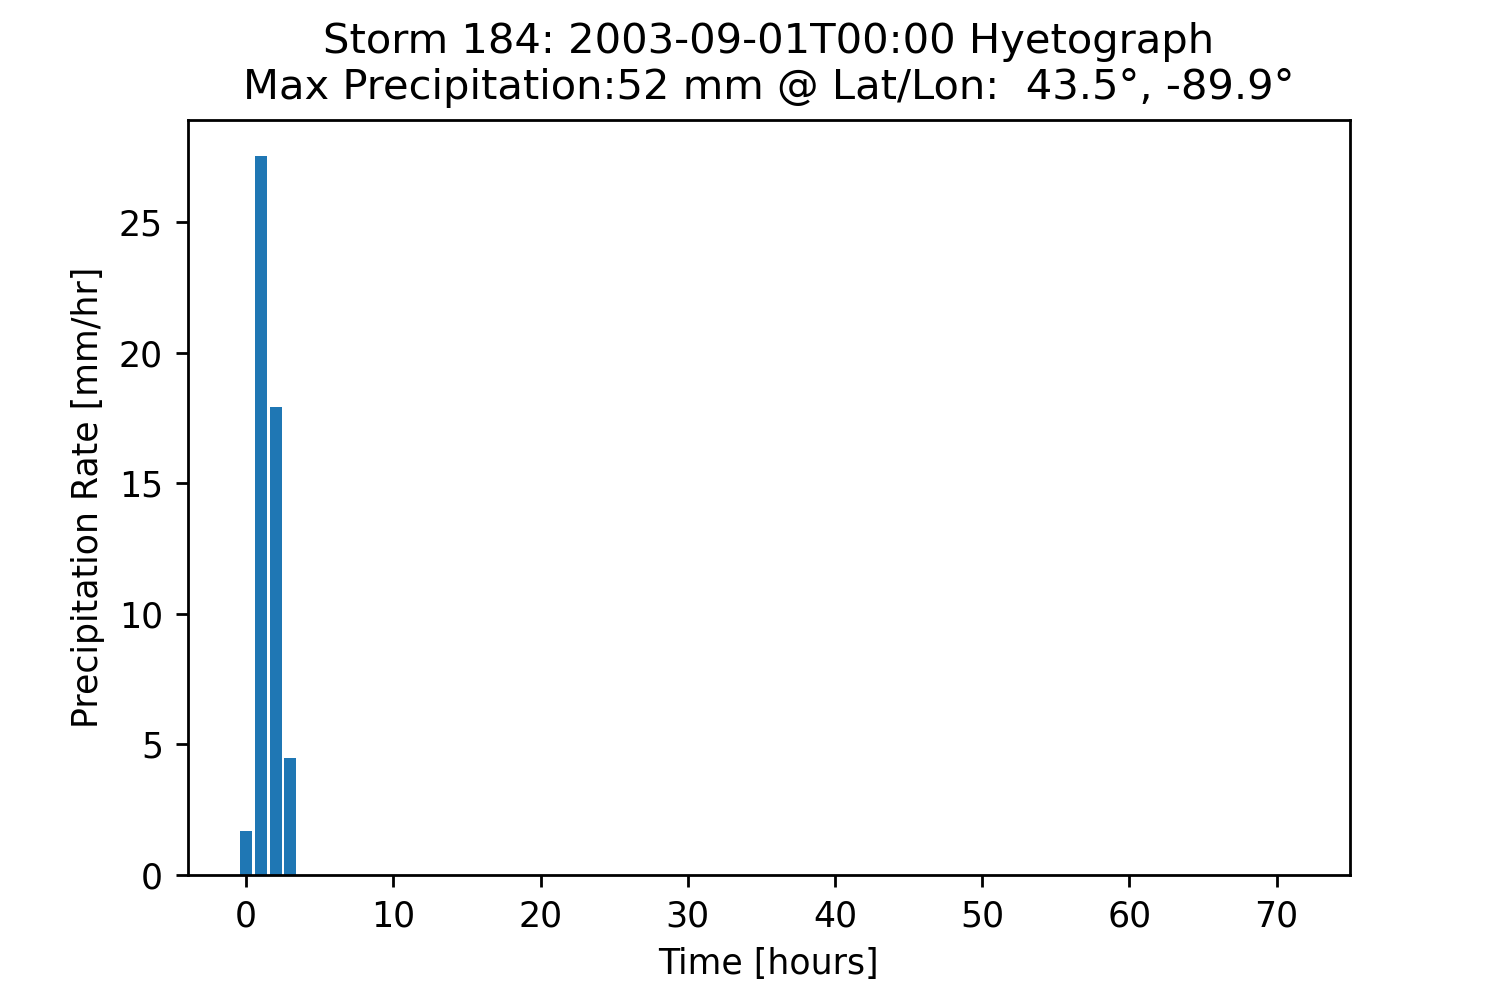 Storm 184: 2003-09-01T00:00 Hyetograph
Max Precipitation:52 mm @ Lat/Lon:  43.5°, -89.9°
Precipitation Rate [mm/hr]
25
20
15
10
5
0
0 10 20 30 40 50 60 70
Time [hours]